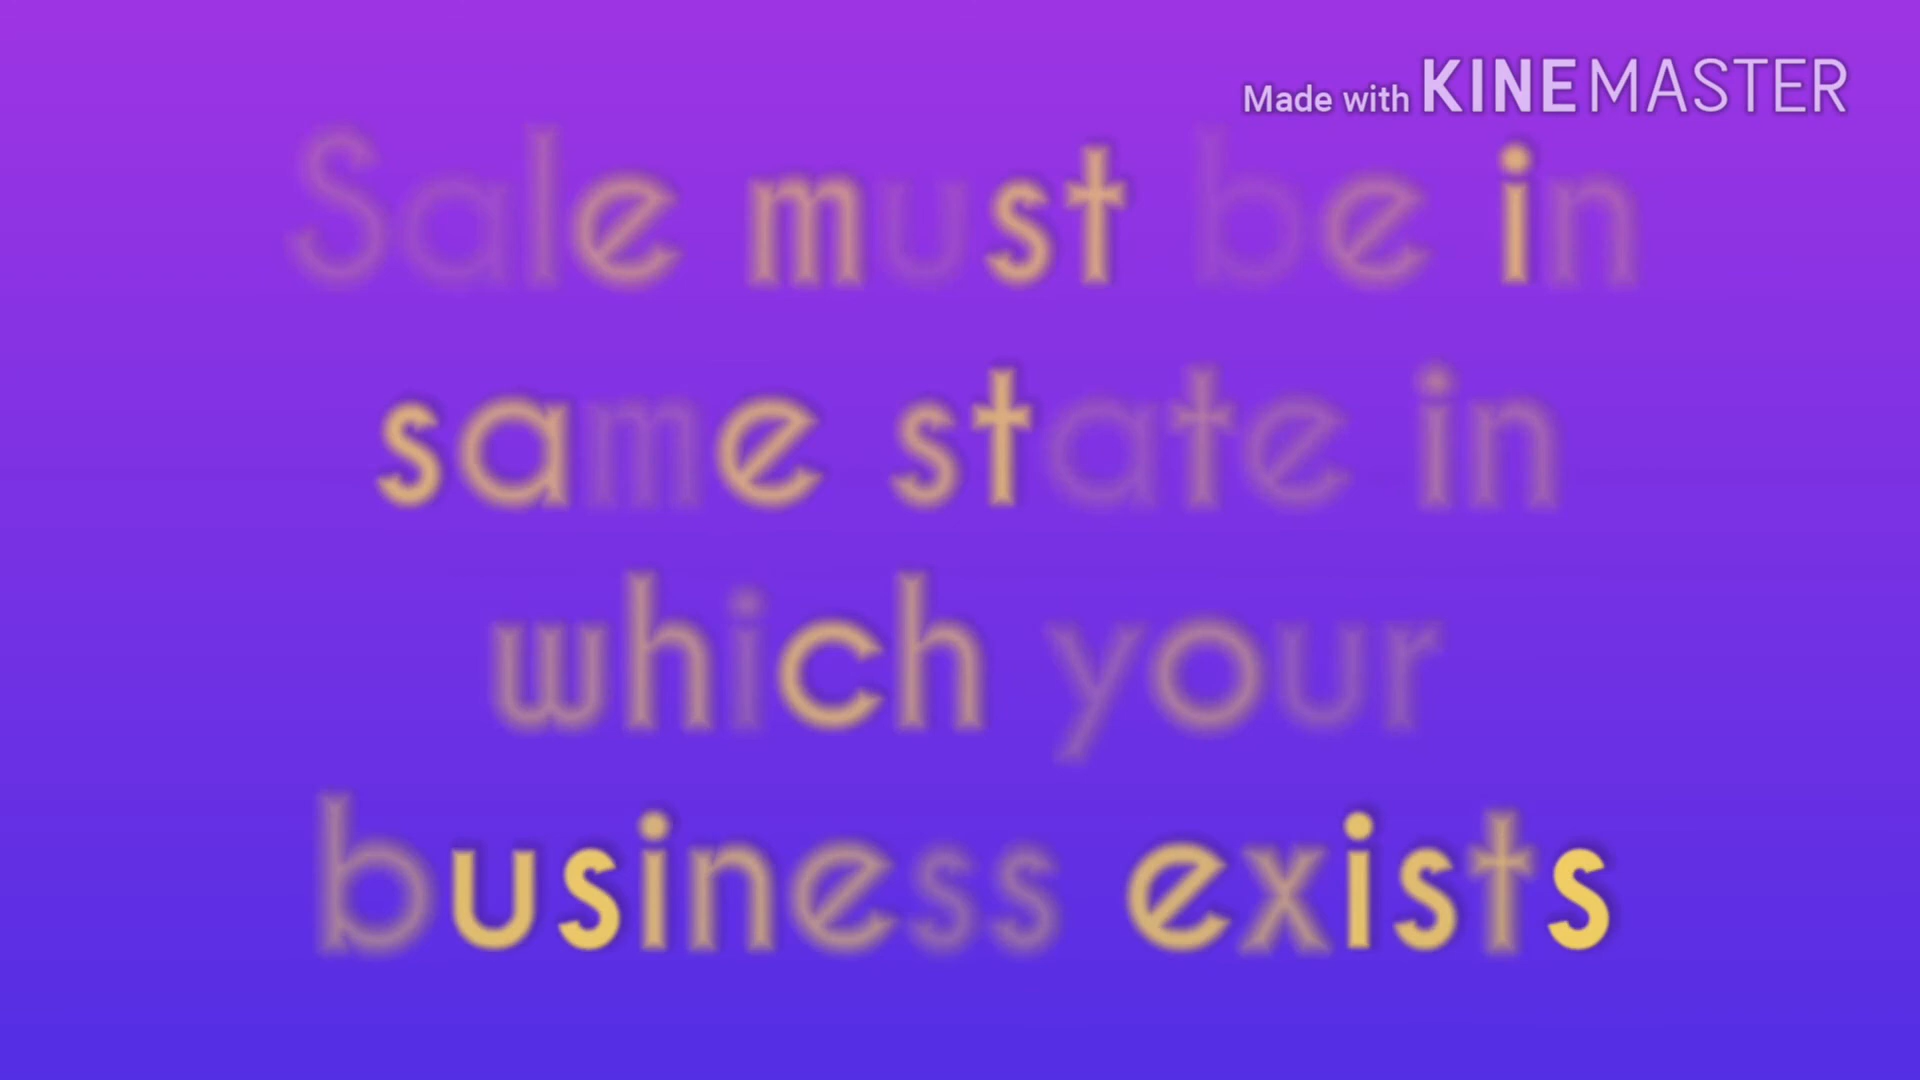 Made with KINEMASTER
Sale must be in
same state in
which your
business exists